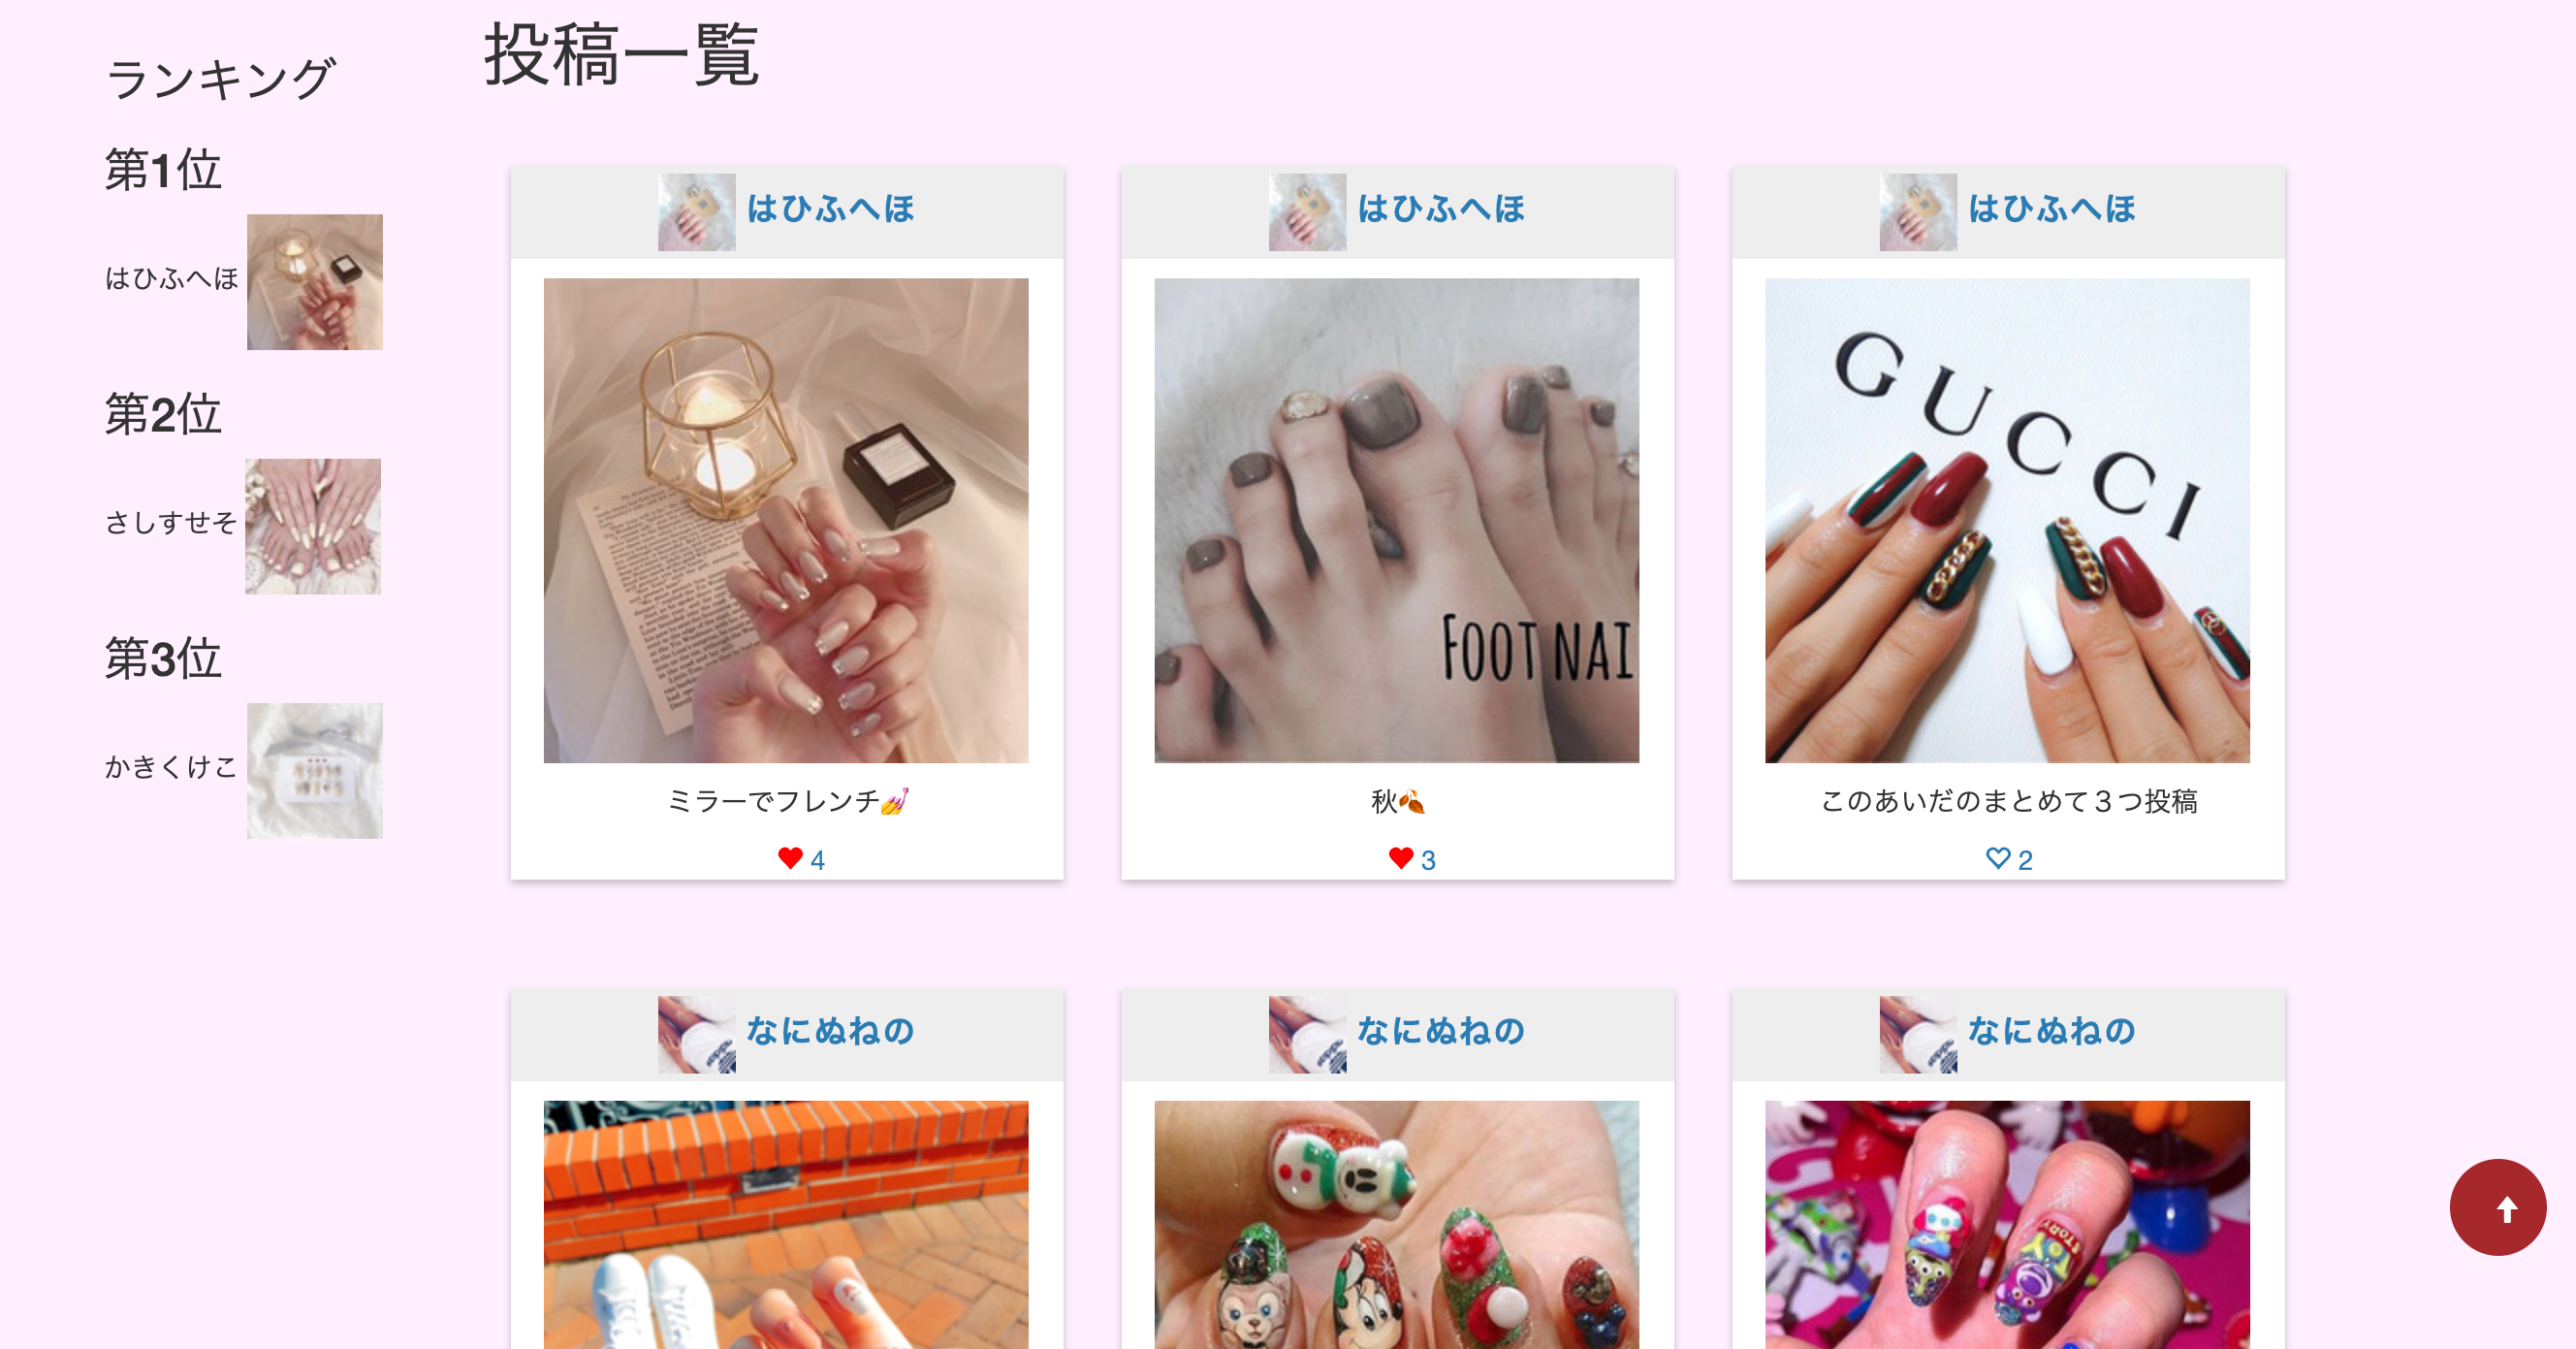 投稿一覧
ランキング
第1位
はひふへほ
第2位
さしすせそ
第3位
かきくけこ
はひふへほ
ミラーでフレンチ💅
4
はひふへほ
FOOT NAI
秋🍂
3
はひふへほ
GUCCI
このあいだのまとめて３つ投稿
2
なにぬねの
なにぬねの
なにぬねの
STORY